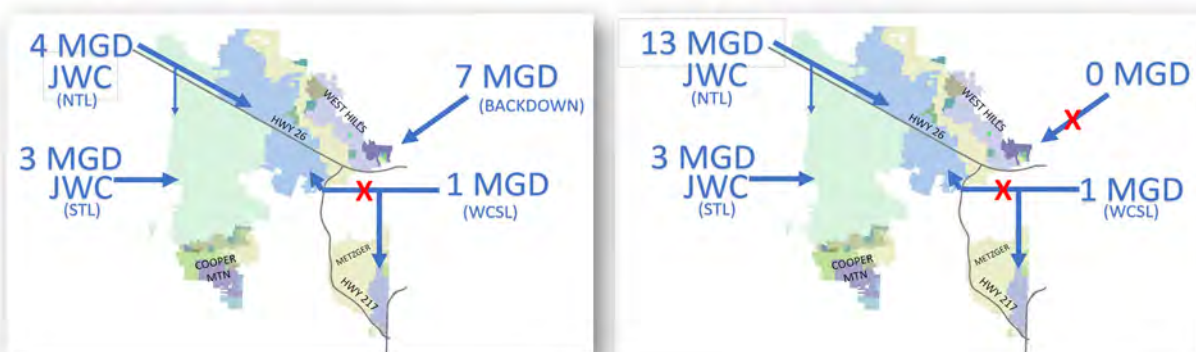 4 MGD
JWC
(NTL)
7 MGD
(BACKDOWN)
WEST HILLS
HWY 26
3 MGD
JWC
(STL)
X
1 MGD
(WCSL)
METZGER
COOPER
MTN
HWY 217
13 MGD
JWC
(NTL)
0 MGD
X
WEST HILLS
HWY 26
3 MGD
JWC
(STL)
X
1 MGD
(WCSL)
METZGER
COOPER
MTN
HWY 217